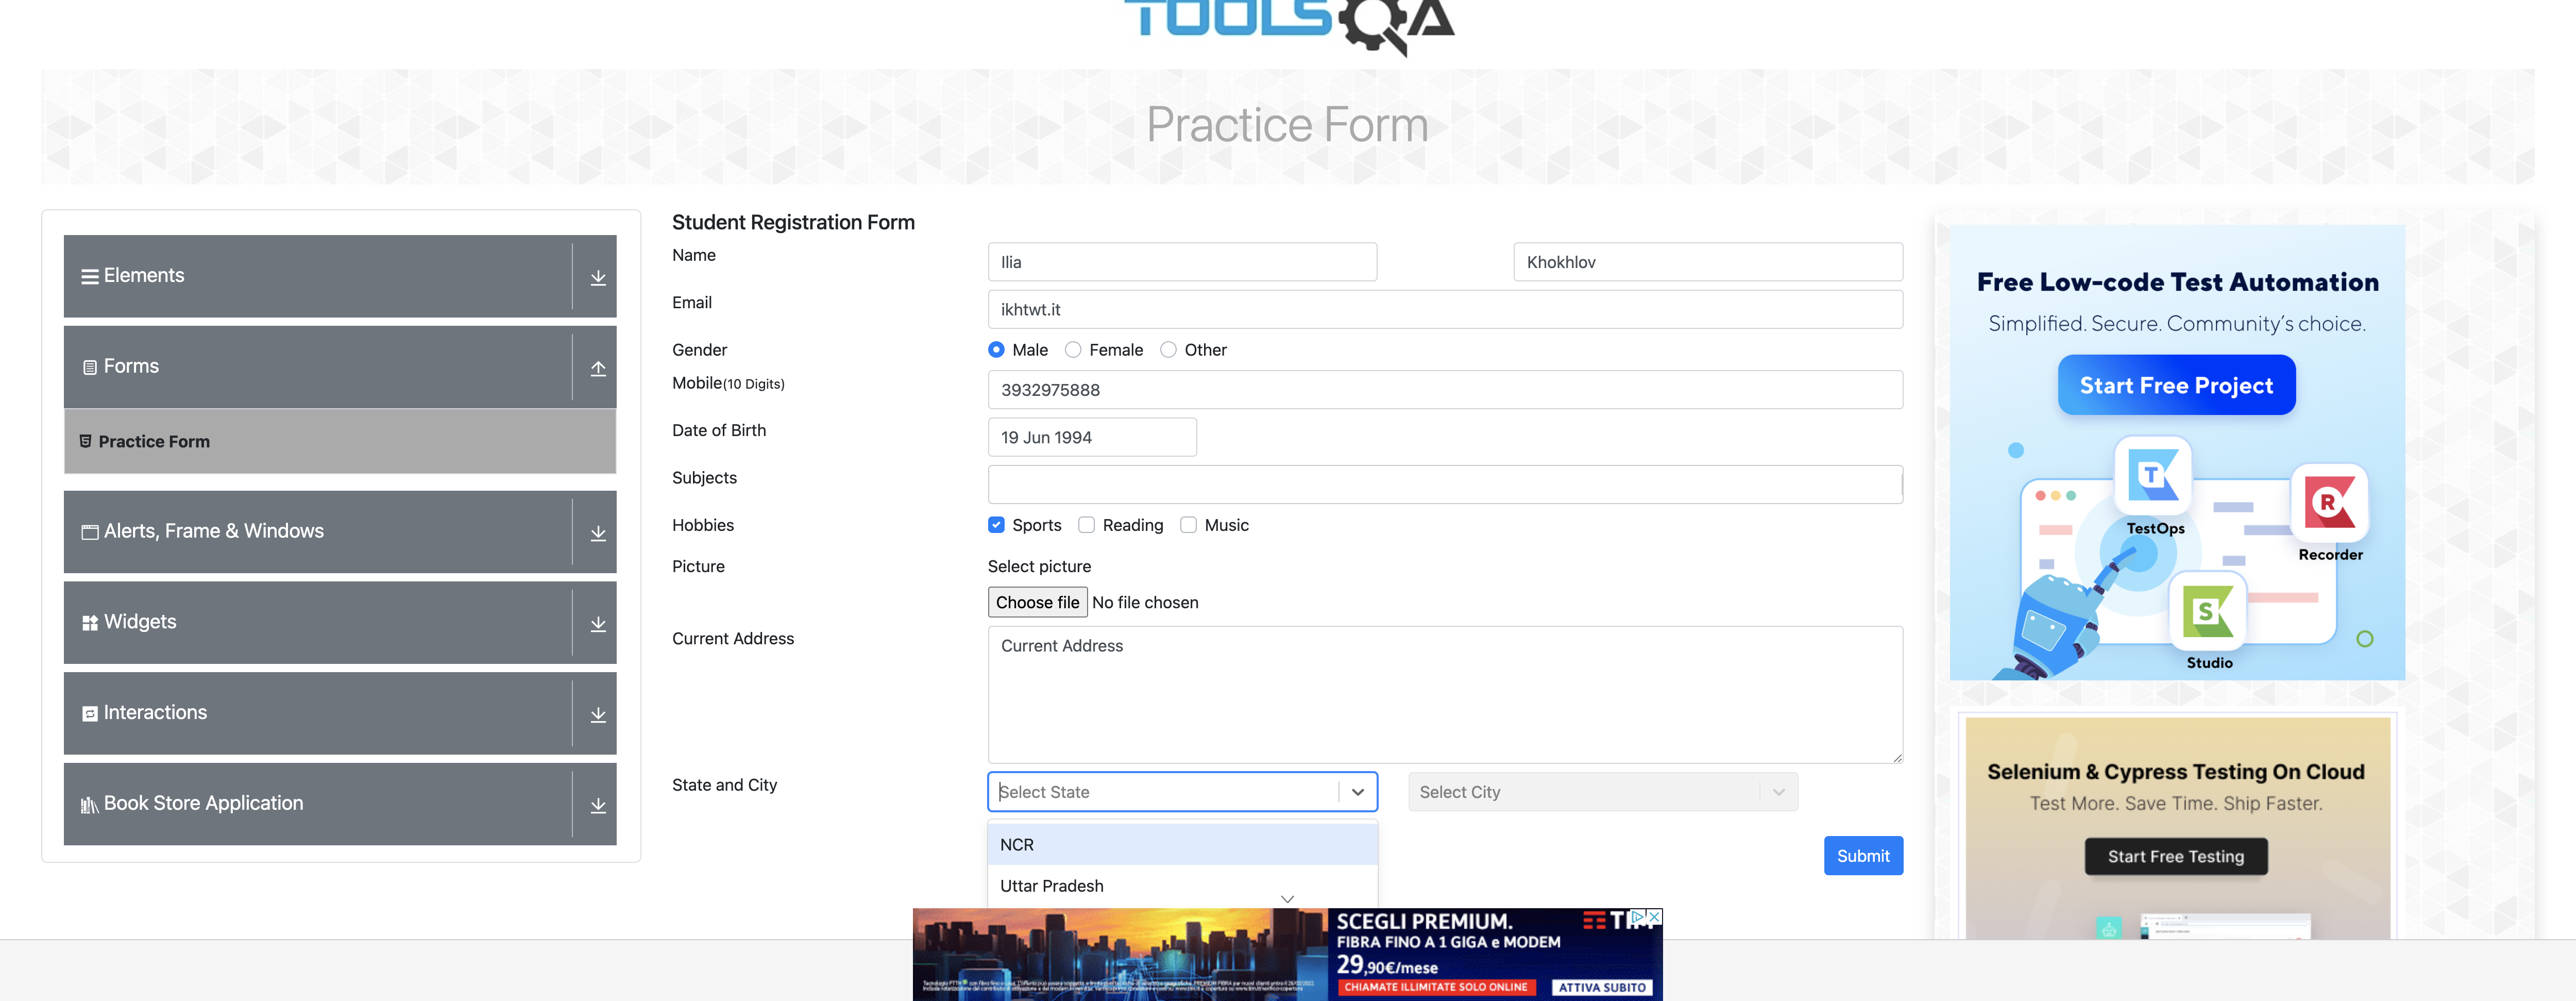 TOOLSQA
Practice Form
Elements
Forms
Practice Form
Alerts, Frame & Windows
Widgets
Interactions
Book Store Application
Student Registration Form
Name
Ilia
Khokhlov
Email
ikhtwt.it
Gender
Male
Female
Other
Mobile(10 Digits)
3932975888
Date of Birth
19 Jun 1994
Subjects
Hobbies
Sports
Reading
Music
Picture
Select picture
Choose file
No file chosen
Current Address
Current Address
State and City
Select State
Select City
NCR
Uttar Pradesh
Submit
Free Low-code Test Automation
Simplified. Secure. Community’s choice.
Start Free Project
T
TestOps
R
Recorder
S
Studio
Selenium & Cypress Testing On Cloud
Test More. Save Time. Ship Faster.
Start Free Testing
SCEGLI PREMIUM.
FIBRA FINO A 1 GIGA e MODEM
29,90€/mese
CHIAMATE ILLIMITATE SOLO ONLINE
ATTIVA SUBITO